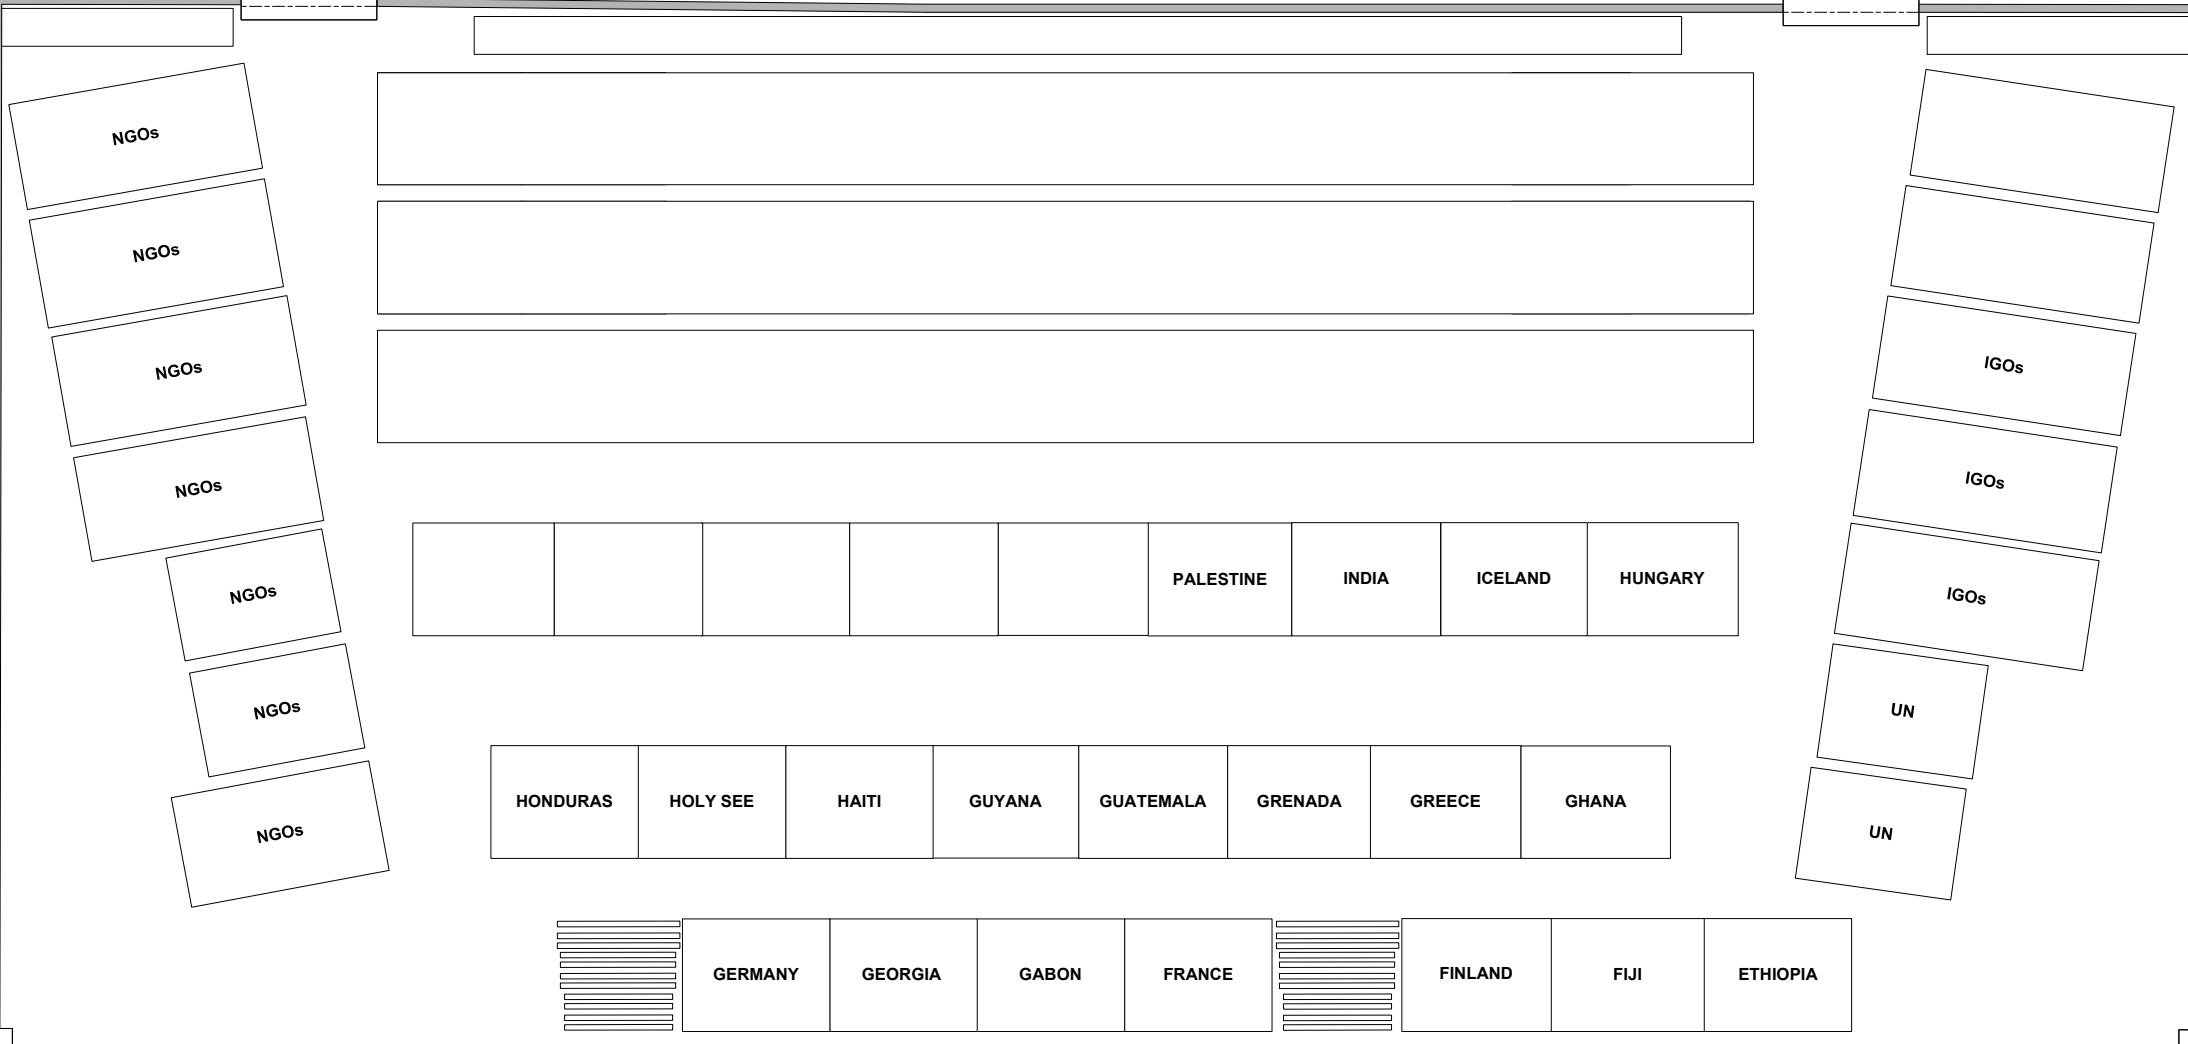 NGOs
NGOs
NGOs
NGOs
NGOs
NGOs
NGOs
IGOs
IGOs
IGOs
UN
UN
PALESTINE
INDIA
ICELAND
HUNGARY
HONDURAS
HOLY SEE
HAITI
GUYANA
GUATEMALA
GRENADA
GREECE
GHANA
GERMANY
GEORGIA
GABON
FRANCE
FINLAND
FIJI
ETHIOPIA